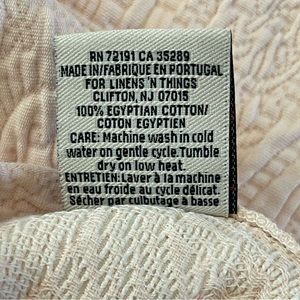 RN 72191 CA 35289
MADE IN/FABRIQUE EN PORTUGAL
FOR LINENS 'N THINGS
CLIFTON, NJ 07015
100% EGYPTIAN COTTON/
COTON EGYPTIEN
CARE: Machine wash in cold
water on gentle cycle. Tumble
dry on low heat.
ENTRETIEN: Laver à la machine
en eau froide au cycle délicat.
Sécher par culbutage à basse